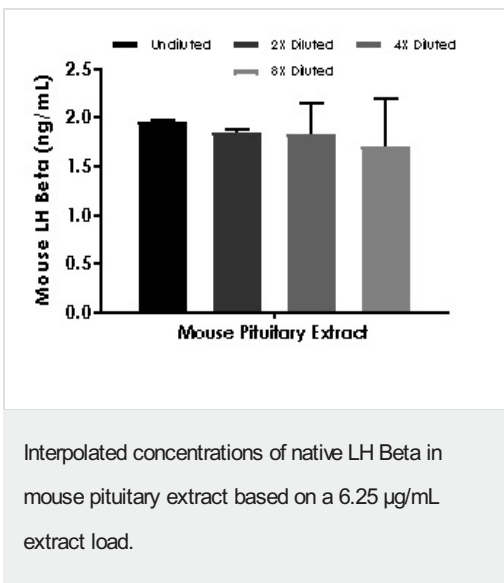 Undiluted 2X Diluted 4X Diluted
8X Diluted
Mouse LH Beta (ng/mL)
2.5
2.0
1.5
1.0
0.5
0.0
Mouse Pituitary Extract
Interpolated concentrations of native LH Beta in
mouse pituitary extract based on a 6.25 µg/mL
extract load.